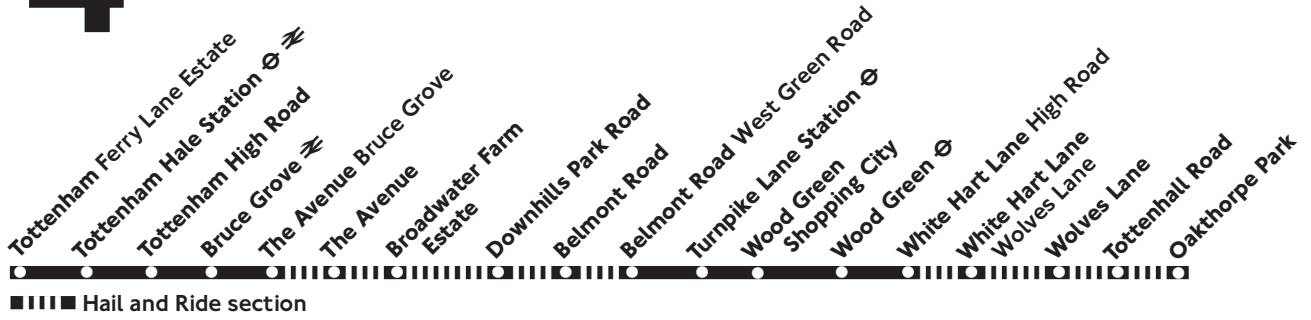 Tottenham Ferry Lane Estate
Tottenham Hale Station
Tottenham High Road
Bruce Grove
The Avenue Bruce Grove
The Avenue
Broadwater Farm
Estate
Downhills Park Road
Belmont Road
Belmont Road West Green Road
Turnpike Lane Station
Wood Green
Shopping City
Wood Green
White Hart Lane High Road
White Hart Lane
Wolves Lane
Wolves Lane
Tottenhall Road
Oakthorpe Park
Hail and Ride section